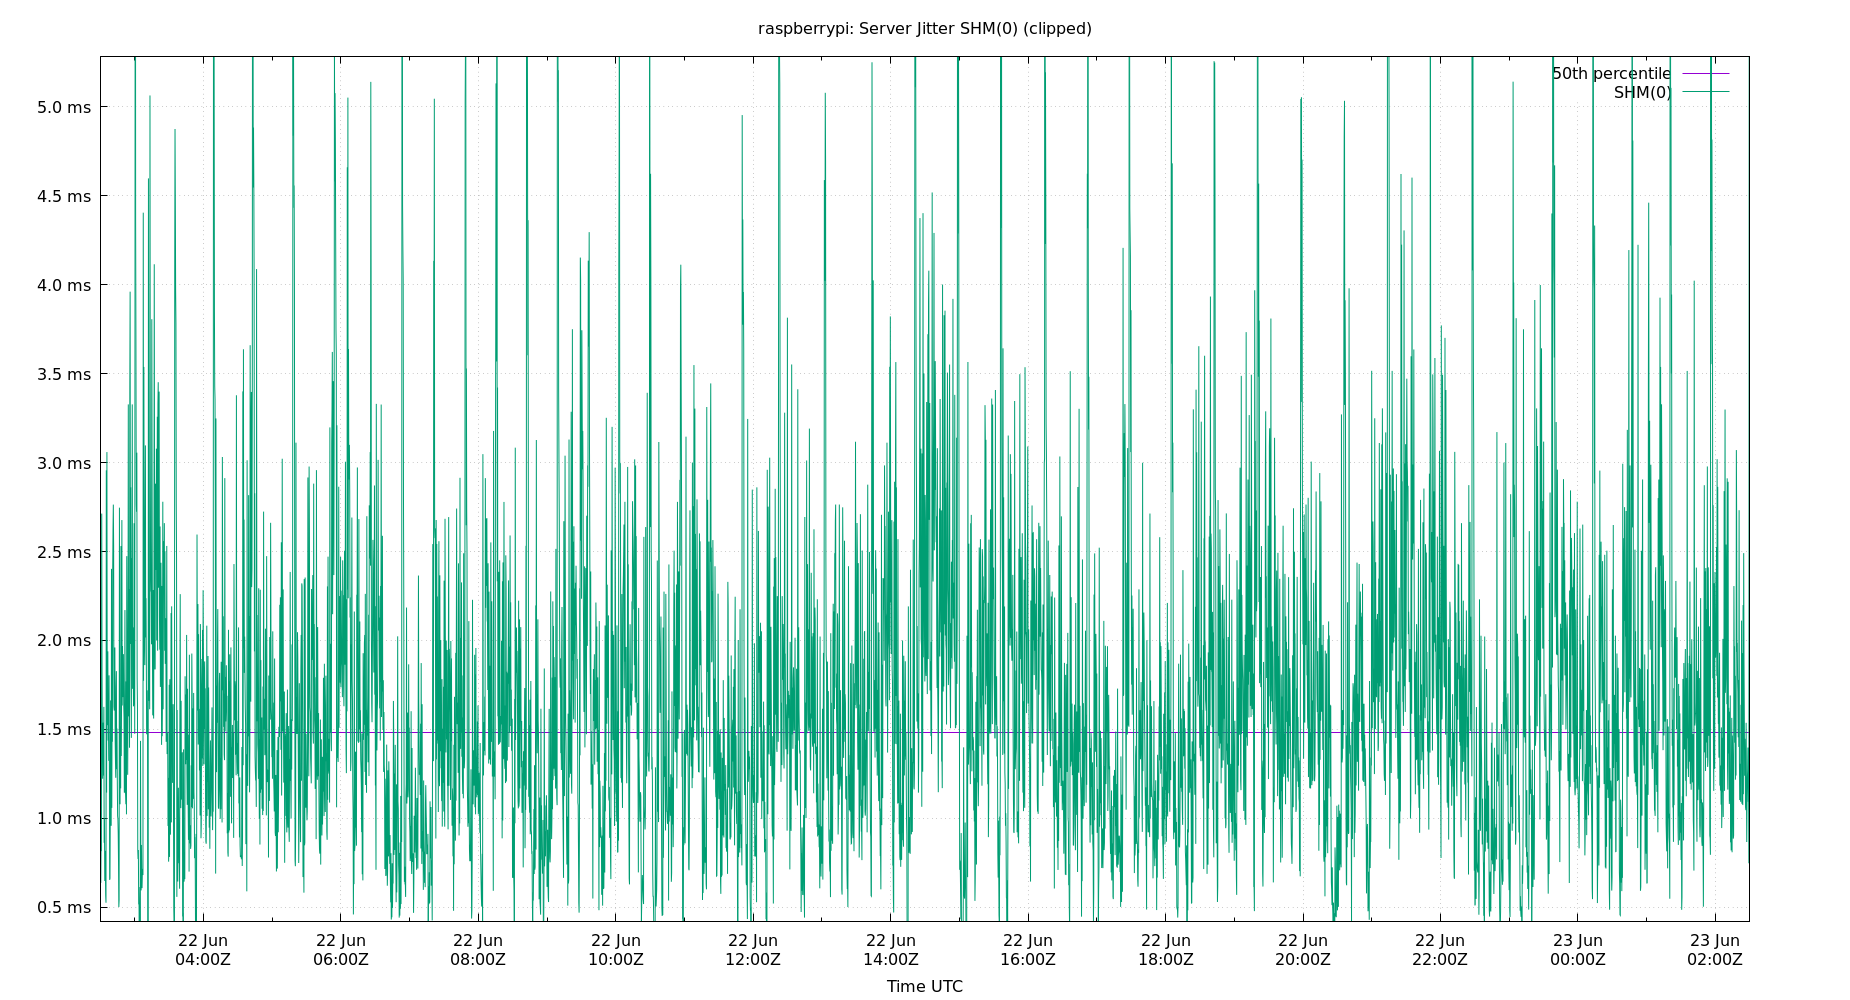 raspberrypi: Server Jitter SHM(0) (clipped)
50th percentile
SHM(0)
5.0 ms
4.5 ms
4.0 ms
3.5 ms
3.0 ms
2.5 ms
2.0 ms
1.5 ms
1.0 ms
0.5 ms
22 Jun 22 Jun 22 Jun 22 Jun 22 Jun 22 Jun 22 Jun 22 Jun 22 Jun 22 Jun 23 Jun 23 Jun
04:00Z 06:00Z 08:00Z 10:00Z 12:00Z 14:00Z 16:00Z 18:00Z 20:00Z 22:00Z 00:00Z 02:00Z
Time UTC